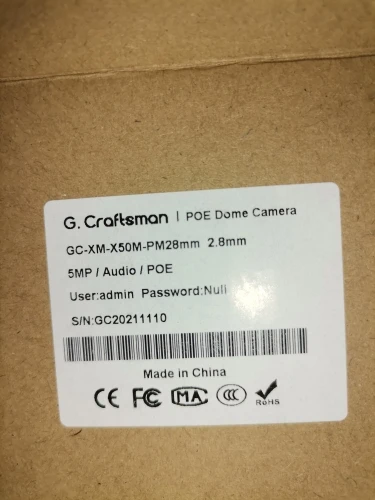 G. Craftsman | POE Dome Camera
GC-XM-X50M-PM28mm 2.8mm
5MP / Audio / POE
User:admin Password:Null
S/N:GC20211110
Made in China
CE FC MA CCC RoHS